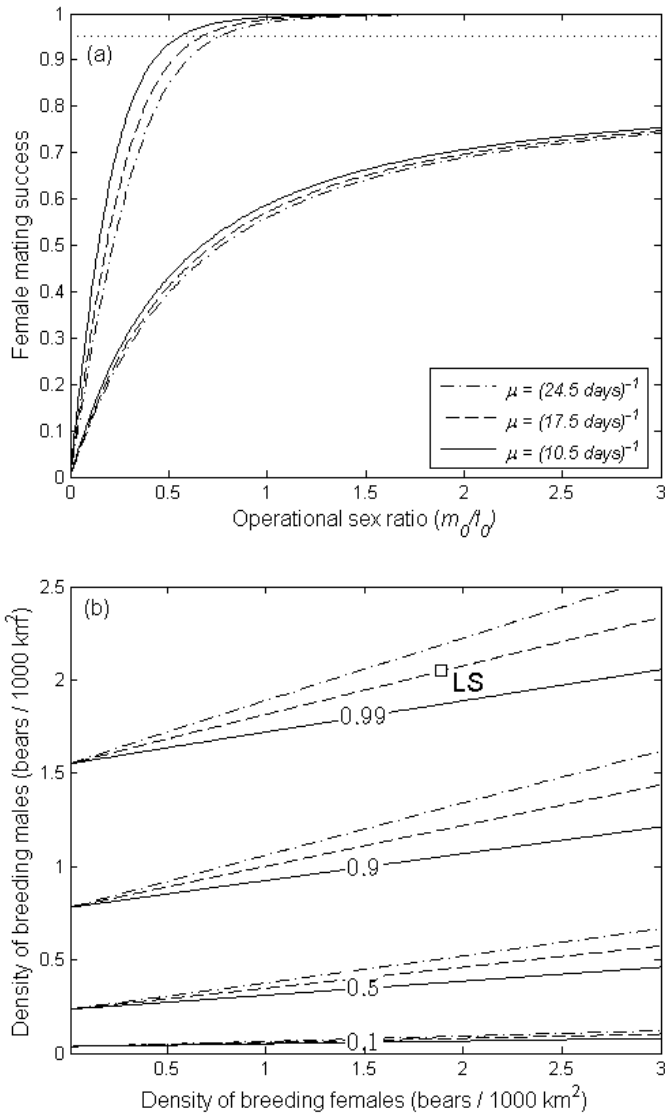 1
0.9
0.8
0.7
0.6
0.5
0.4
0.3
0.2
0.1
0
Female mating success
(a)
μ = (24.5 days)⁻¹
μ = (17.5 days)⁻¹
μ = (10.5 days)⁻¹
0 0.5 1 1.5 2 2.5 3
Operational sex ratio (m₀/f₀)
2.5
2
1.5
1
0.5
0
Density of breeding males (bears / 1000 km²)
(b)
LS
0.99
0.9
0.5
0.1
0.5 1 1.5 2 2.5 3
Density of breeding females (bears / 1000 km²)